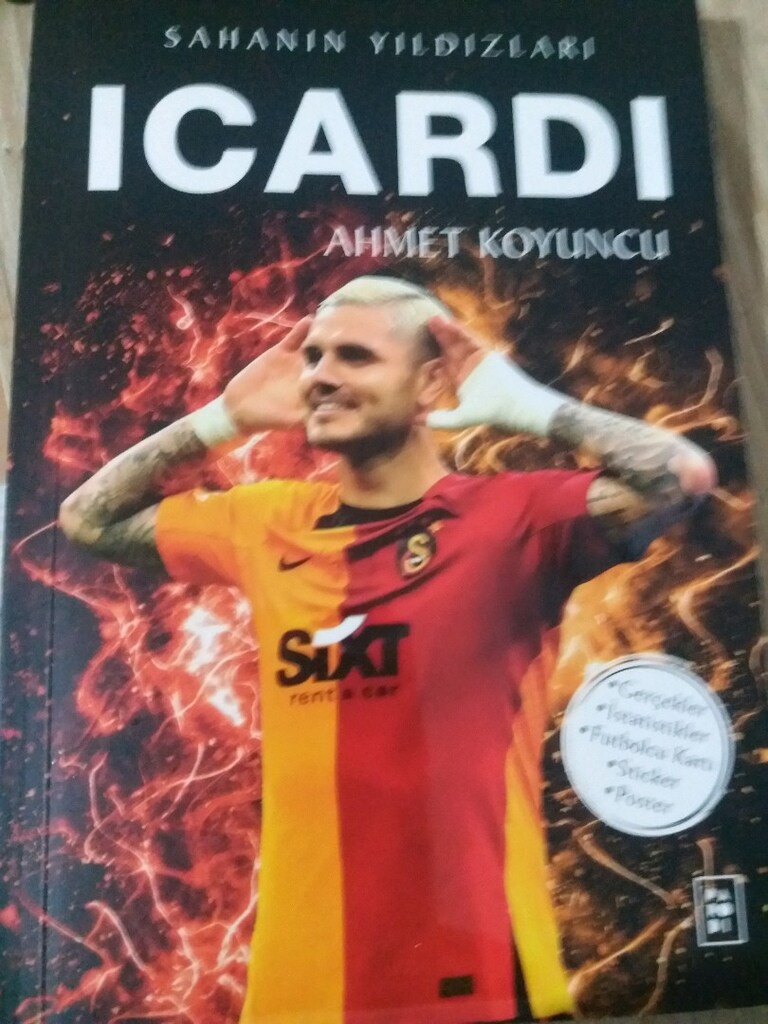 SAHANIN YILDIZLARI
ICARDI
AHMET KOYUNCU
SIXT
rent a car
•Gerçekler
•İstatistikler
•Futbolcu Kartı
•Sticker
•Poster